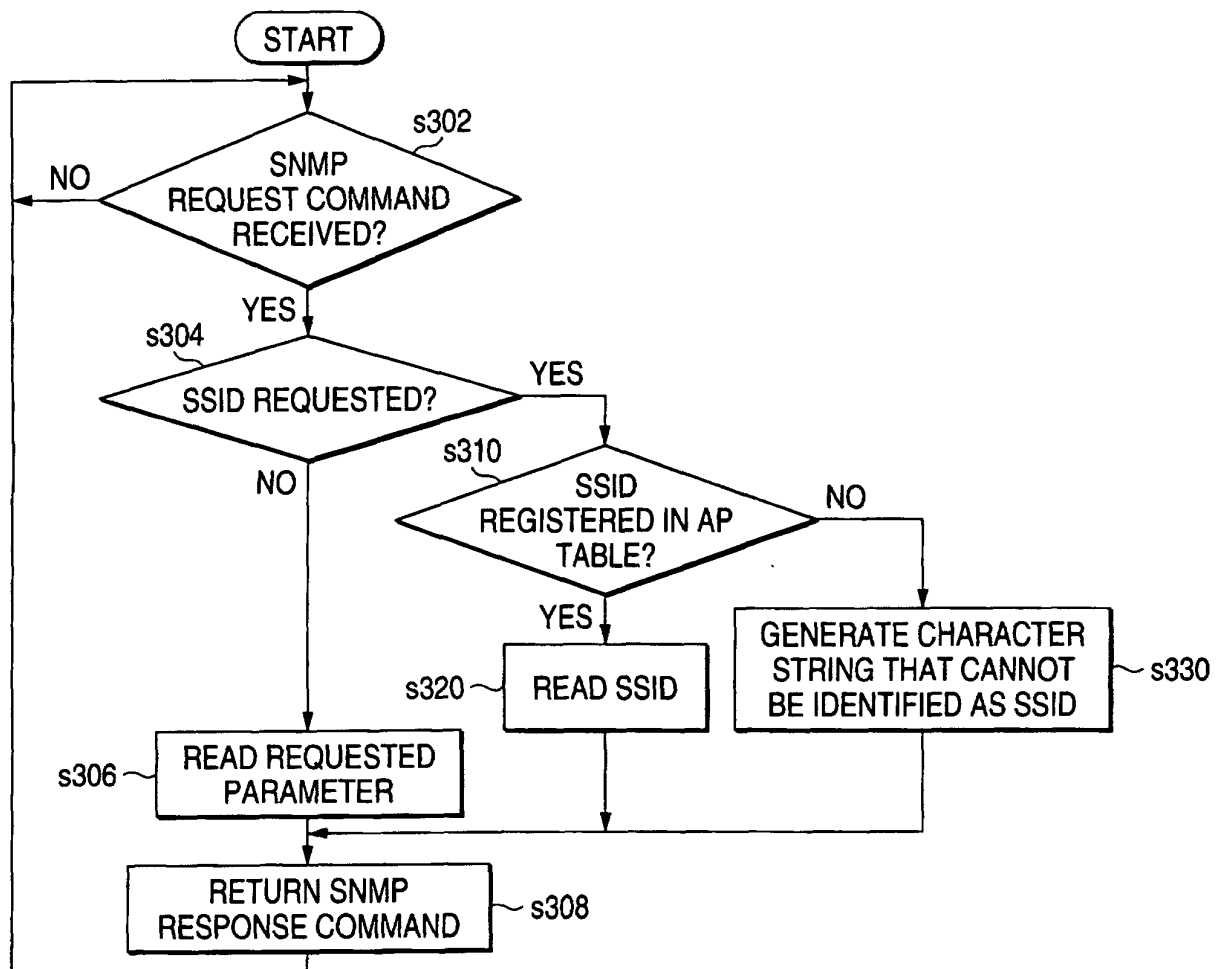 START
s302
SNMP
REQUEST COMMAND
RECEIVED?
NO
YES
s304
SSID REQUESTED?
YES
NO
s310
SSID
REGISTERED IN AP
TABLE?
NO
YES
s320
READ SSID
GENERATE CHARACTER
STRING THAT CANNOT
BE IDENTIFIED AS SSID
s330
s306
READ REQUESTED
PARAMETER
RETURN SNMP
RESPONSE COMMAND
s308